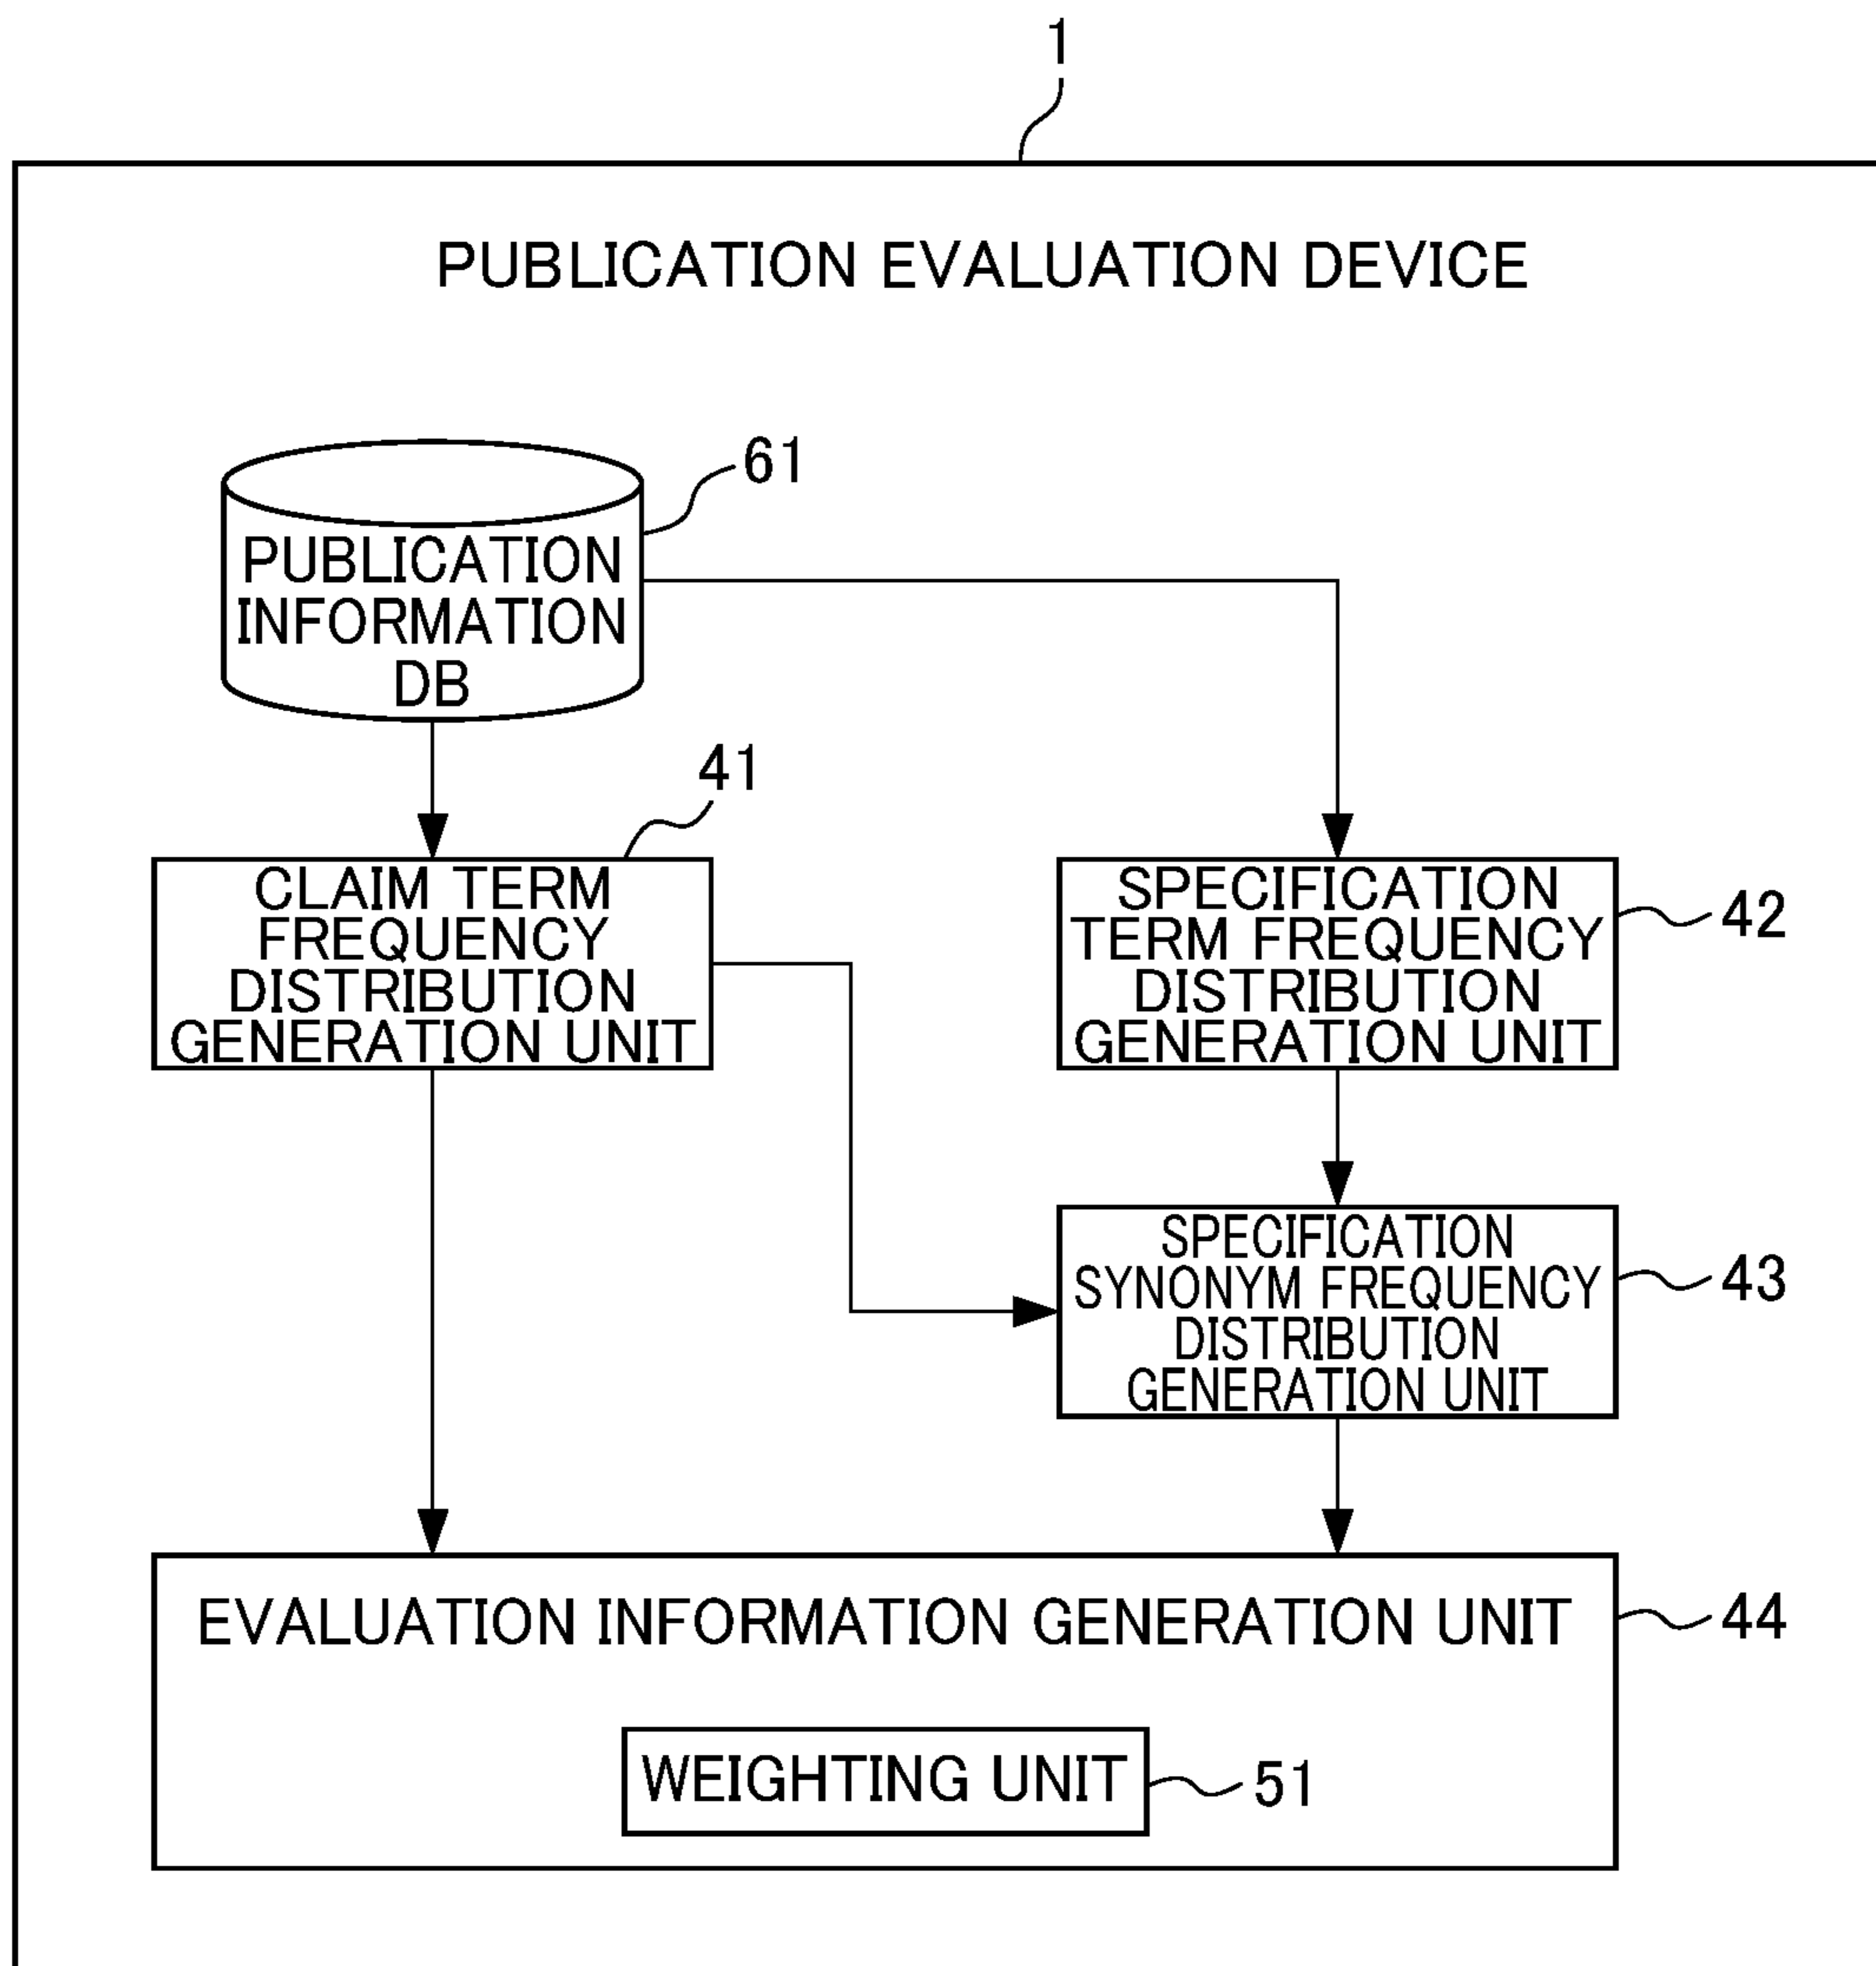 1
PUBLICATION EVALUATION DEVICE
61
PUBLICATION
INFORMATION
DB
41
CLAIM TERM
FREQUENCY
DISTRIBUTION
GENERATION UNIT
SPECIFICATION
TERM FREQUENCY
DISTRIBUTION
GENERATION UNIT
42
SPECIFICATION
SYNONYM FREQUENCY
DISTRIBUTION
GENERATION UNIT
43
EVALUATION INFORMATION GENERATION UNIT
44
WEIGHTING UNIT
51